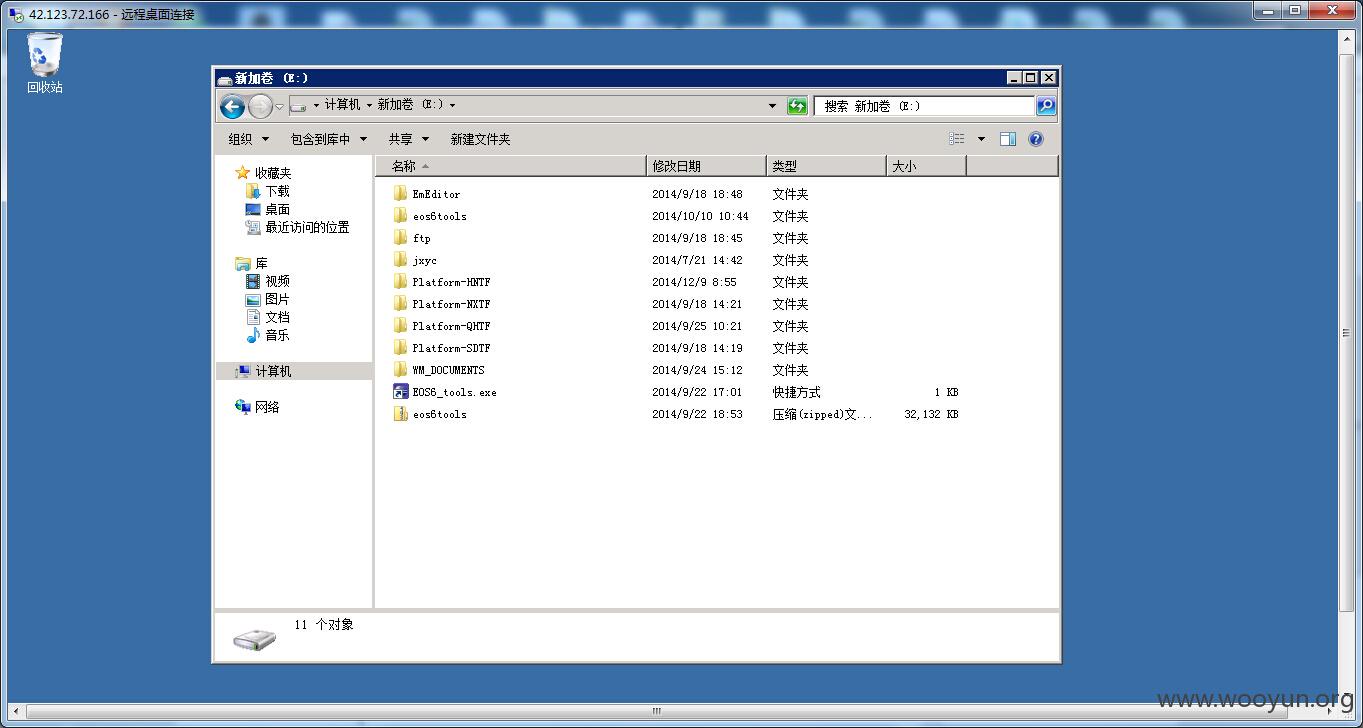 42.123.72.166 - 远程桌面连接
回收站
新加卷 (E:)
计算机 新加卷 (E:)
搜索 新加卷 (E:)
组织 包含到库中 共享 新建文件夹
收藏夹
下载
桌面
最近访问的位置
库
视频
图片
文档
音乐
计算机
网络
名称 修改日期 类型 大小
EmEditor 2014/9/18 18:48 文件夹
eos6tools 2014/10/10 10:44 文件夹
ftp 2014/9/18 18:45 文件夹
jxyc 2014/7/21 14:42 文件夹
Platform-HNTF 2014/12/9 8:55 文件夹
Platform-NXTF 2014/9/18 14:21 文件夹
Platform-QHTF 2014/9/25 10:21 文件夹
Platform-SDTF 2014/9/18 14:19 文件夹
WM_DOCUMENTS 2014/9/24 15:12 文件夹
EOS6_tools.exe 2014/9/22 17:01 快捷方式 1 KB
eos6tools 2014/9/22 18:53 压缩(zipped)文... 32,132 KB
11 个对象
www.wooyun.org